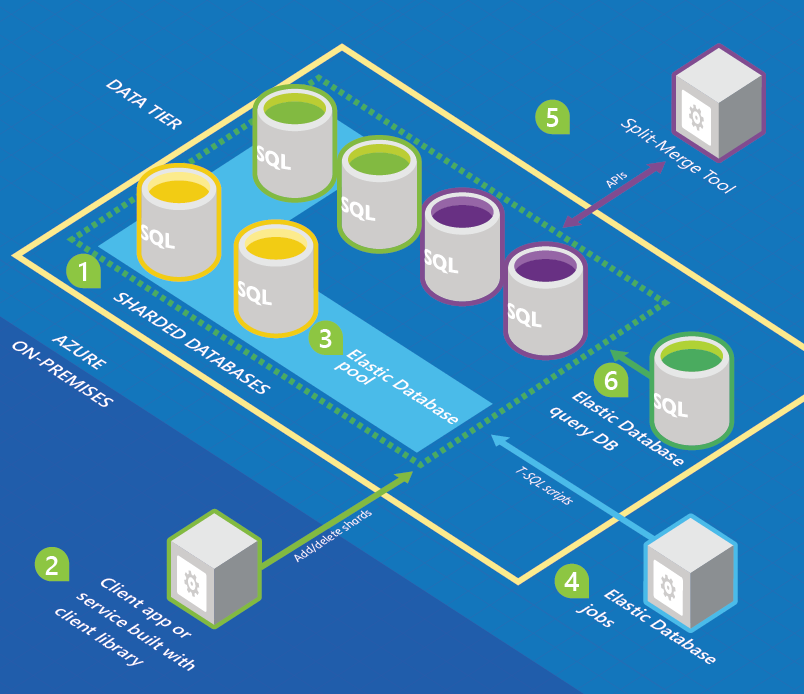 DATA TIER
5
Split-Merge Tool
APIs
SQL
SQL
SQL
SQL
SQL
SQL
1
SHARDED DATABASES
3
Elastic Database
pool
AZURE
ON-PREMISES
6
SQL
Elastic Database
query DB
T-SQL scripts
Add/delete shards
2
Client app or
service built with
client library
4
Elastic Database
jobs